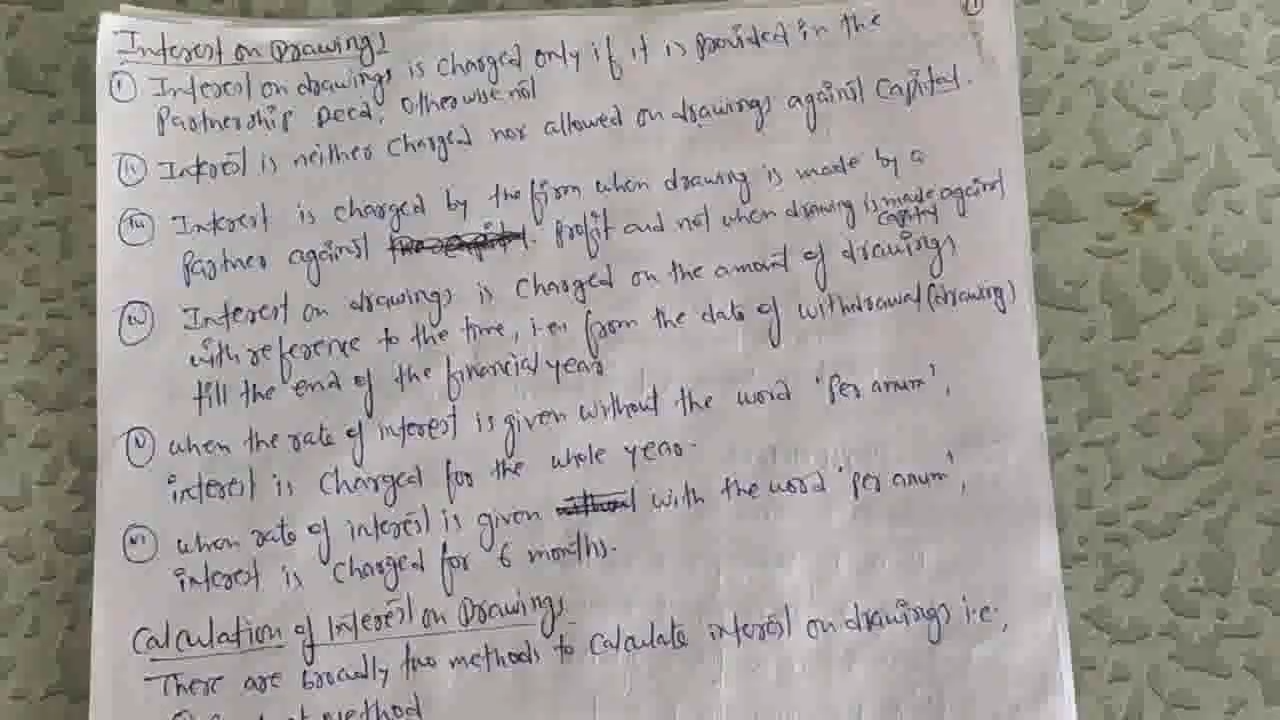 Interest on Drawings
(i) Interest on drawings is charged only if it is provided in the
Partnership Deed, otherwise not
(ii) Interest is neither charged nor allowed on drawings against capital.
(iii) Interest is charged by the firm when drawing is made by a
Partner against Profit and not when drawing is made against capital
(iv) Interest on drawings is charged on the amount of drawings
with reference to the time, i.e. from the date of withdrawal (drawing)
till the end of the financial year
(v) when the rate of interest is given without the word 'Per anum',
interest is charged for the whole year.
(vi) when rate of interest is given with the word 'per anum',
interest is charged for 6 months.
Calculation of Interest on Drawings
There are broadly two methods to calculate interest on drawings i.e,
method